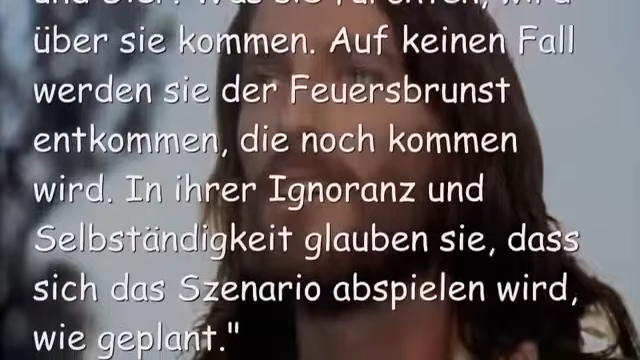 über sie kommen. Auf keinen Fall
werden sie der Feuersbrunst
entkommen, die noch kommen
wird. In ihrer Ignoranz und
Selbständigkeit glauben sie, dass
sich das Szenario abspielen wird,
wie geplant."